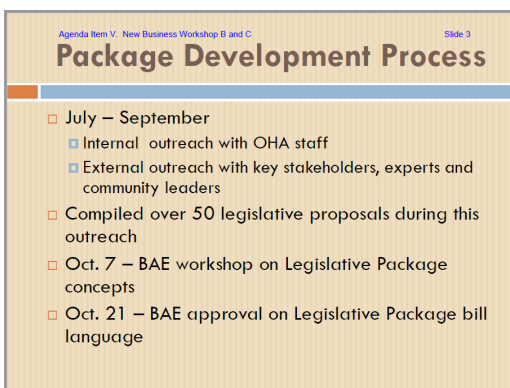 Agenda Item V. New Business Workshop B and C Slide 3
Package Development Process
July – September
Internal outreach with OHA staff
External outreach with key stakeholders, experts and
community leaders
Compiled over 50 legislative proposals during this
outreach
Oct. 7 – BAE workshop on Legislative Package
concepts
Oct. 21 – BAE approval on Legislative Package bill
language